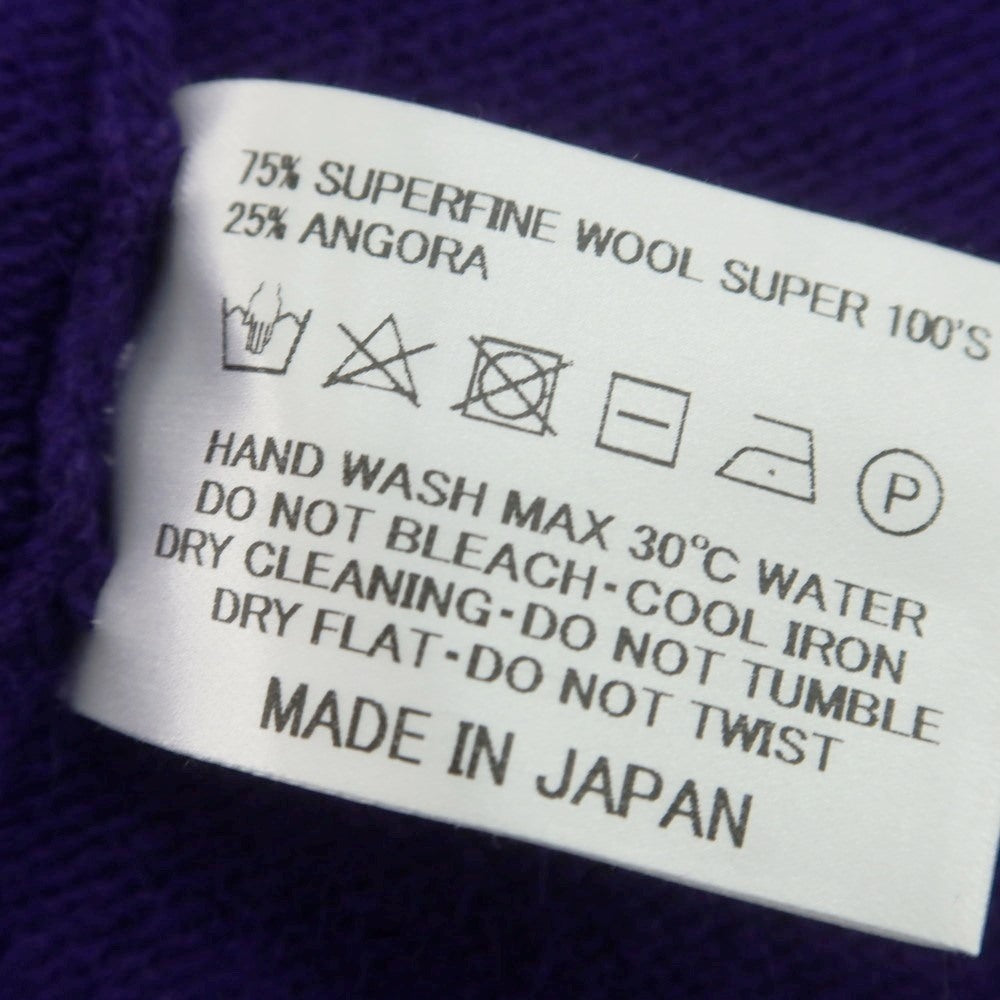 75% SUPERFINE WOOL SUPER 100'S
25% ANGORA
P
HAND WASH MAX 30°C WATER
DO NOT BLEACH・COOL IRON
DRY CLEANING・DO NOT TUMBLE
DRY FLAT・DO NOT TWIST
MADE IN JAPAN